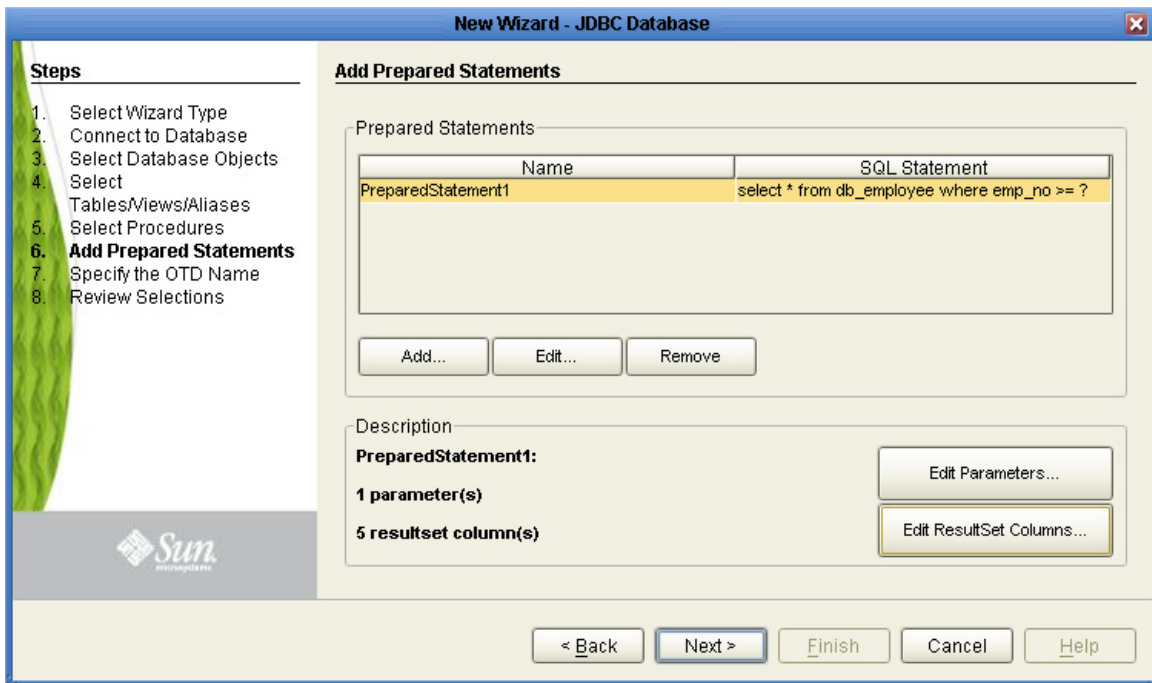 New Wizard - JDBC Database
Steps
1. Select Wizard Type
2. Connect to Database
3. Select Database Objects
4. Select
Tables/Views/Aliases
5. Select Procedures
6. Add Prepared Statements
7. Specify the OTD Name
8. Review Selections
Sun
microsystems
Add Prepared Statements
Prepared Statements
Name SQL Statement
PreparedStatement1 select * from db_employee where emp_no >= ?
Add... Edit... Remove
Description
PreparedStatement1:
1 parameter(s)
5 resultset column(s)
Edit Parameters...
Edit ResultSet Columns...
< Back Next > Finish Cancel Help